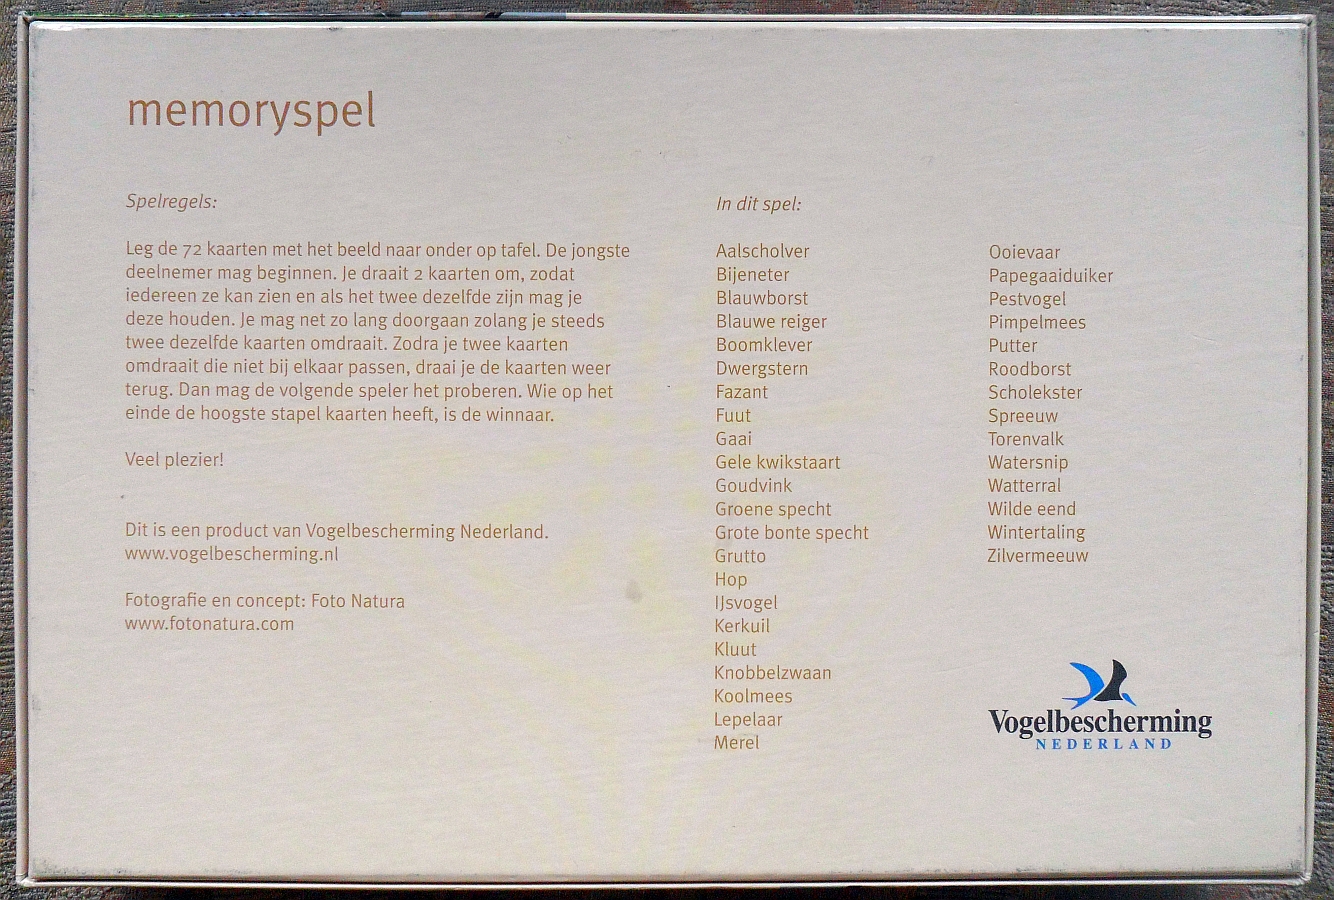 memoryspel
Spelregels:
Leg de 72 kaarten met het beeld naar onder op tafel. De jongste
deelnemer mag beginnen. Je draait 2 kaarten om, zodat
iedereen ze kan zien en als het twee dezelfde zijn mag je
deze houden. Je mag net zo lang doorgaan zolang je steeds
twee dezelfde kaarten omdraait. Zodra je twee kaarten
omdraait die niet bij elkaar passen, draai je de kaarten weer
terug. Dan mag de volgende speler het proberen. Wie op het
einde de hoogste stapel kaarten heeft, is de winnaar.
Veel plezier!
Dit is een product van Vogelbescherming Nederland.
www.vogelbescherming.nl
Fotografie en concept: Foto Natura
www.fotonatura.com
In dit spel:
Aalscholver
Bijeneter
Blauwborst
Blauwe reiger
Boomklever
Dwergstern
Fazant
Fuut
Gaai
Gele kwikstaart
Goudvink
Groene specht
Grote bonte specht
Grutto
Hop
IJsvogel
Kerkuil
Kluut
Knobbelzwaan
Koolmees
Lepelaar
Merel
Ooievaar
Papegaaiduiker
Pestvogel
Pimpelmees
Putter
Roodborst
Scholekster
Spreeuw
Torenvalk
Watersnip
Watterral
Wilde eend
Wintertaling
Zilvermeeuw
Vogelbescherming
NEDERLAND